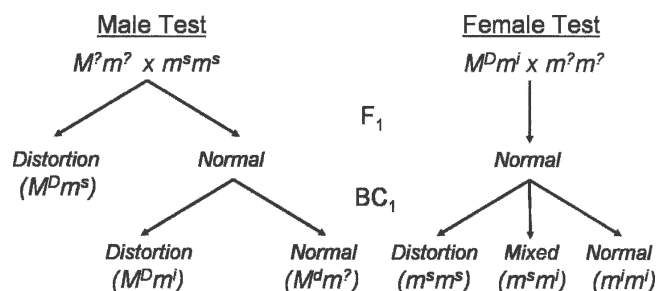 Male Test
Female Test
M?m? x mˢmˢ
Mᴰmⁱ x m?m?
F₁
Distortion
(Mᴰmˢ)
Normal
Normal
BC₁
Distortion
(Mᴰmⁱ)
Normal
(Mᵈm?)
Distortion
(mˢmˢ)
Mixed
(mˢmⁱ)
Normal
(mⁱmⁱ)